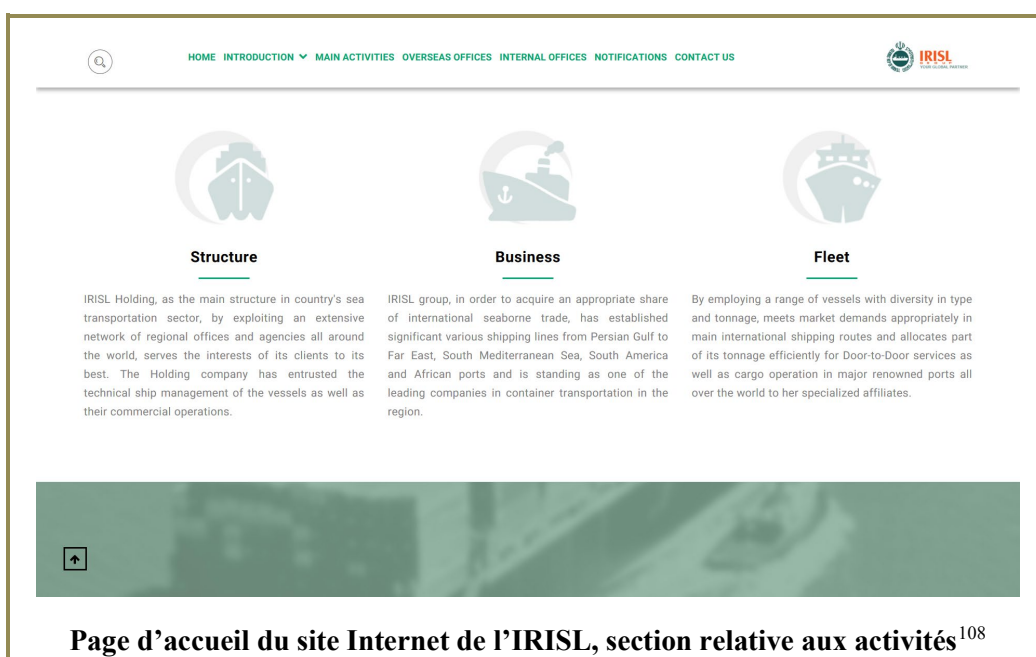 HOME INTRODUCTION MAIN ACTIVITIES OVERSEAS OFFICES INTERNAL OFFICES NOTIFICATIONS CONTACT US
IRISL
GROUP
YOUR GLOBAL PARTNER
Structure
IRISL Holding, as the main structure in country's sea
transportation sector, by exploiting an extensive
network of regional offices and agencies all around
the world, serves the interests of its clients to its
best. The Holding company has entrusted the
technical ship management of the vessels as well as
their commercial operations.
Business
IRISL group, in order to acquire an appropriate share
of international seaborne trade, has established
significant various shipping lines from Persian Gulf to
Far East, South Mediterranean Sea, South America
and African ports and is standing as one of the
leading companies in container transportation in the
region.
Fleet
By employing a range of vessels with diversity in type
and tonnage, meets market demands appropriately in
main international shipping routes and allocates part
of its tonnage efficiently for Door-to-Door services as
well as cargo operation in major renowned ports all
over the world to her specialized affiliates.
Page d'accueil du site Internet de l'IRISL, section relative aux activités108